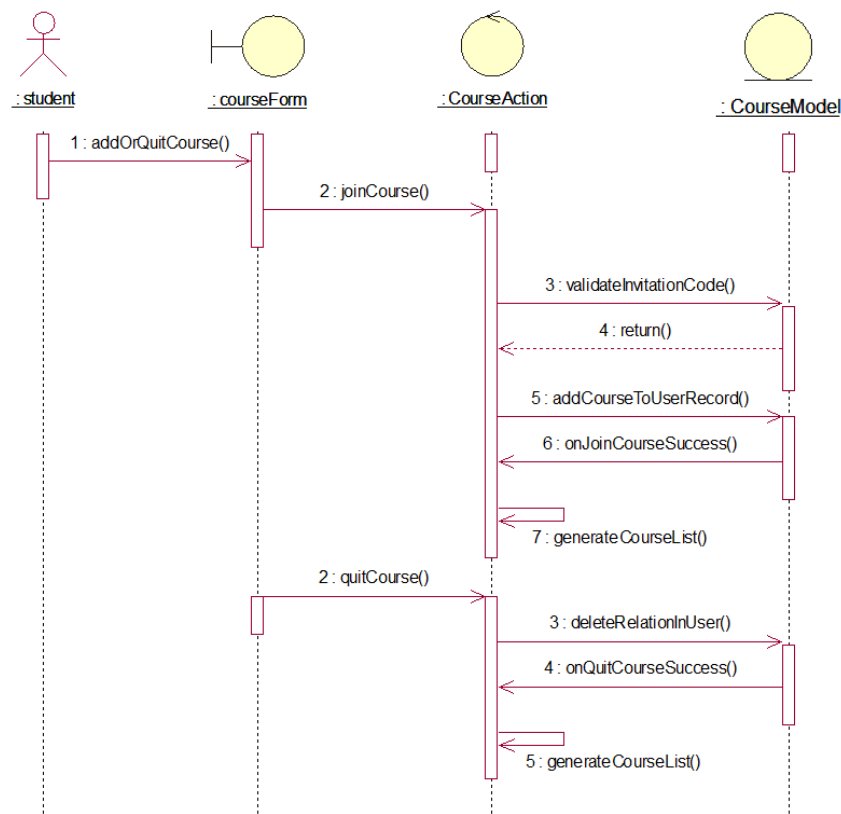 : student
: courseForm
: CourseAction
: CourseModel
1 : addOrQuitCourse()
2 : joinCourse()
3 : validateInvitationCode()
4 : return()
5 : addCourseToUserRecord()
6 : onJoinCourseSuccess()
7 : generateCourseList()
2 : quitCourse()
3 : deleteRelationInUser()
4 : onQuitCourseSuccess()
5 : generateCourseList()